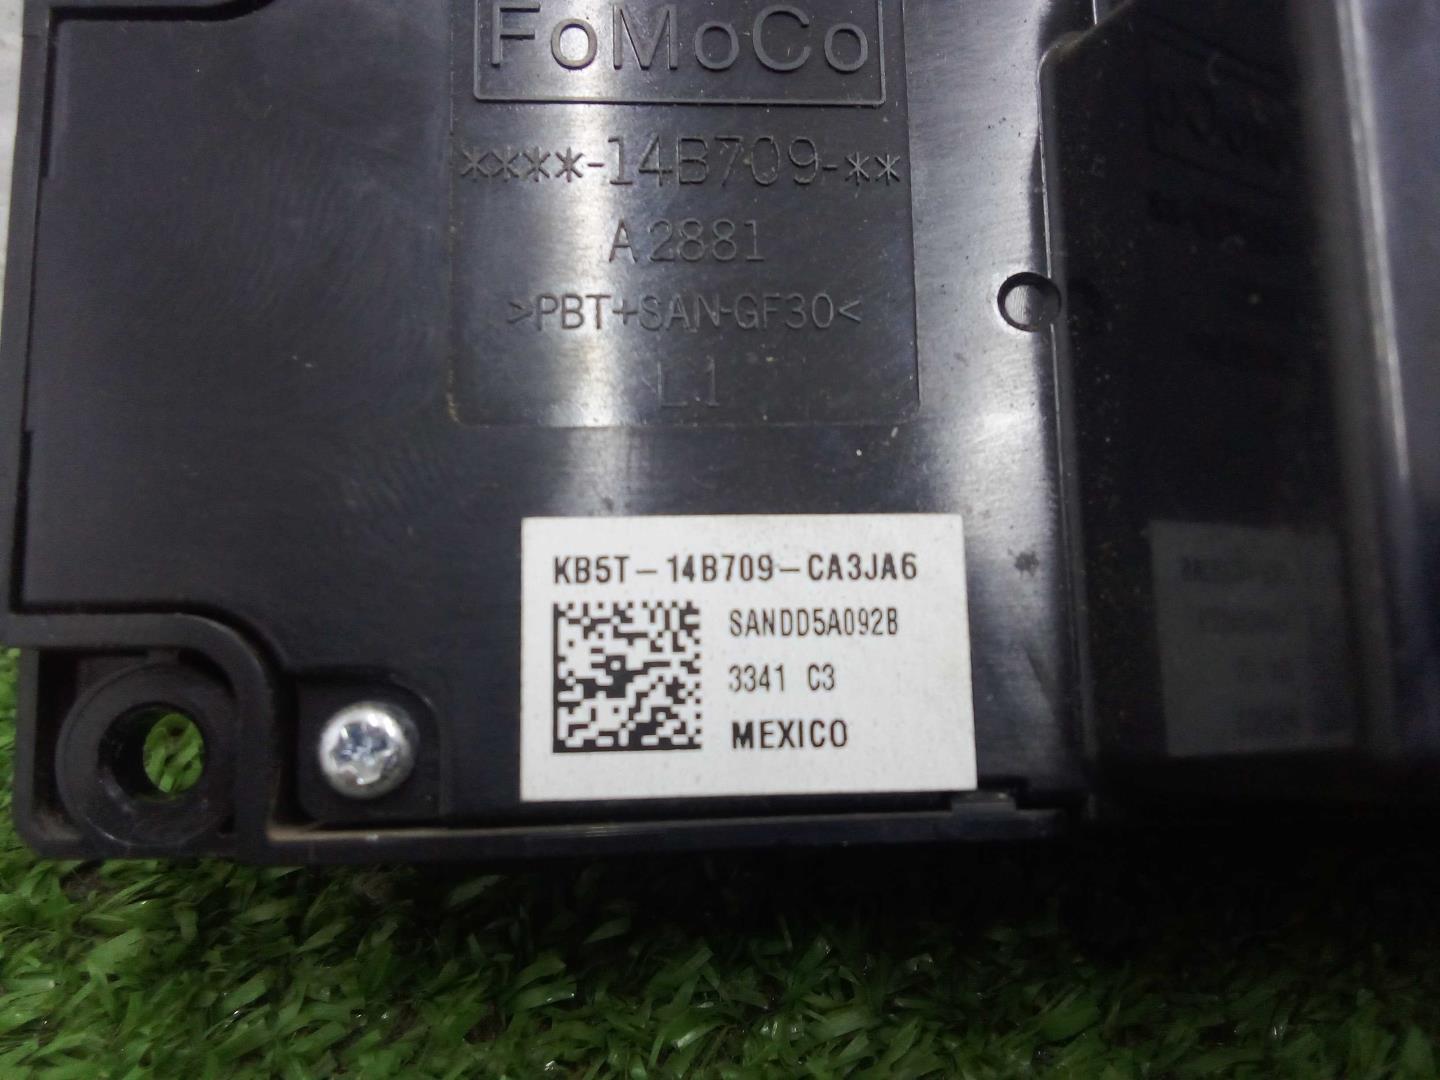 FoMoCo
****-14B709-**
A2881
>PBT+SAN-GF30<
L1
KB5T-14B709-CA3JA6
SANDD5A092B
3341 C3
MEXICO